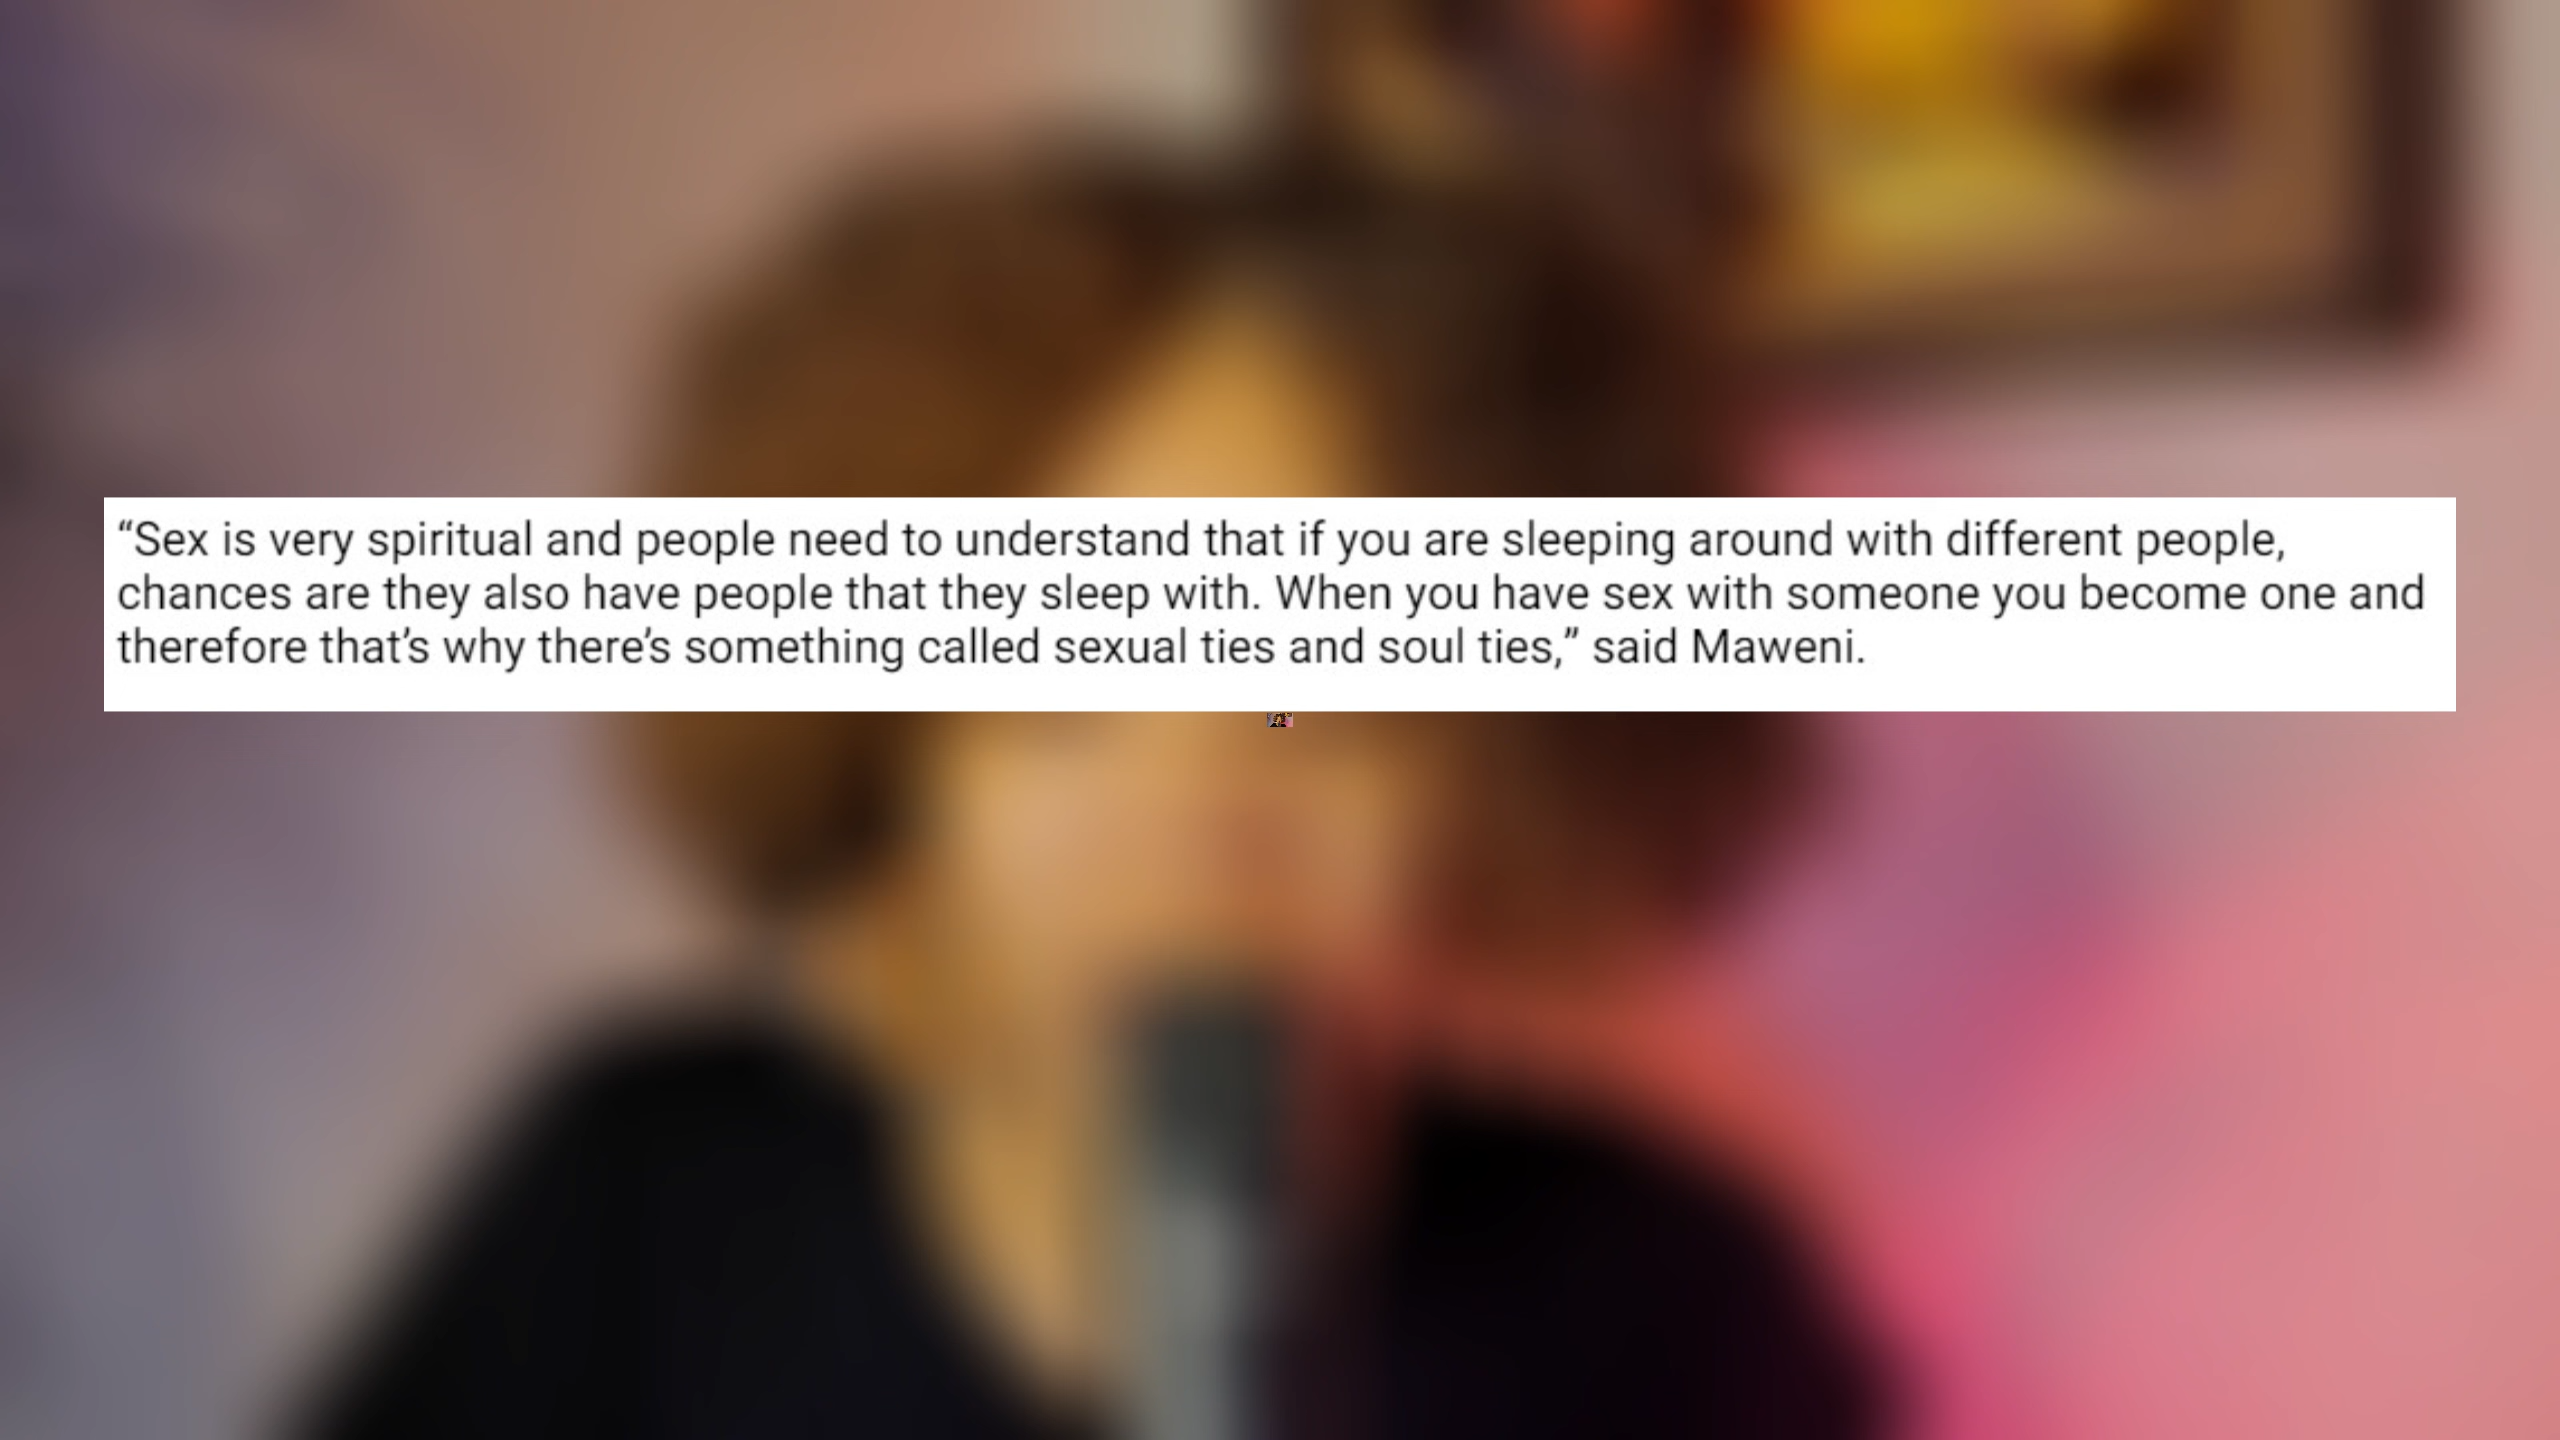 “Sex is very spiritual and people need to understand that if you are sleeping around with different people,
chances are they also have people that they sleep with. When you have sex with someone you become one and
therefore that’s why there’s something called sexual ties and soul ties,” said Maweni.